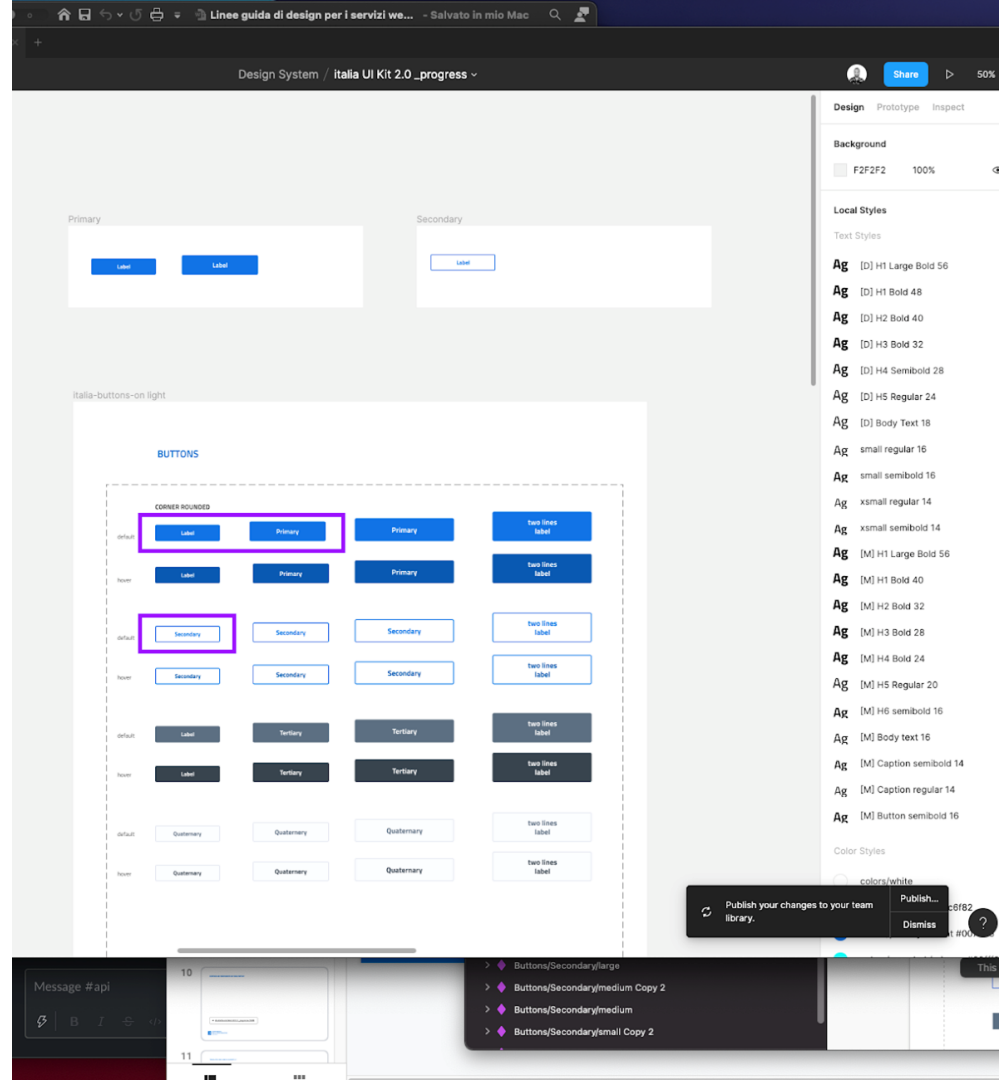 Linee guida di design per i servizi we... - Salvato in mio Mac
Design System / italia UI Kit 2.0 _progress
Share
50%
Design Prototype Inspect
Background
F2F2F2 100%
Local Styles
Text Styles
Ag [D] H1 Large Bold 56
Ag [D] H1 Bold 48
Ag [D] H2 Bold 40
Ag [D] H3 Bold 32
Ag [D] H4 Semibold 28
Ag [D] H5 Regular 24
Ag [D] Body Text 18
Ag small regular 16
Ag small semibold 16
Ag xsmall regular 14
Ag xsmall semibold 14
Ag [M] H1 Large Bold 56
Ag [M] H1 Bold 40
Ag [M] H2 Bold 32
Ag [M] H3 Bold 28
Ag [M] H4 Bold 24
Ag [M] H5 Regular 20
Ag [M] H6 semibold 16
Ag [M] Body text 16
Ag [M] Caption semibold 14
Ag [M] Caption regular 14
Ag [M] Button semibold 16
Color Styles
colors/white
c6f82
Primary
Label Label
Secondary
Label
italia-buttons-on light
BUTTONS
CORNER ROUNDED
default Label Primary Primary two lines
label
hover Label Primary Primary two lines
label
default Secondary Secondary Secondary two lines
label
hover Secondary Secondary Secondary two lines
label
default Label Tertiary Tertiary two lines
label
hover Label Tertiary Tertiary two lines
label
default Quaternary Quaternary Quaternary two lines
label
hover Quaternary Quaternary Quaternary two lines
label
Publish your changes to your team
library.
Publish...
Dismiss
?
This
Message #api
B I S </>
10
11
Buttons/Secondary/large
Buttons/Secondary/medium Copy 2
Buttons/Secondary/medium
Buttons/Secondary/small Copy 2